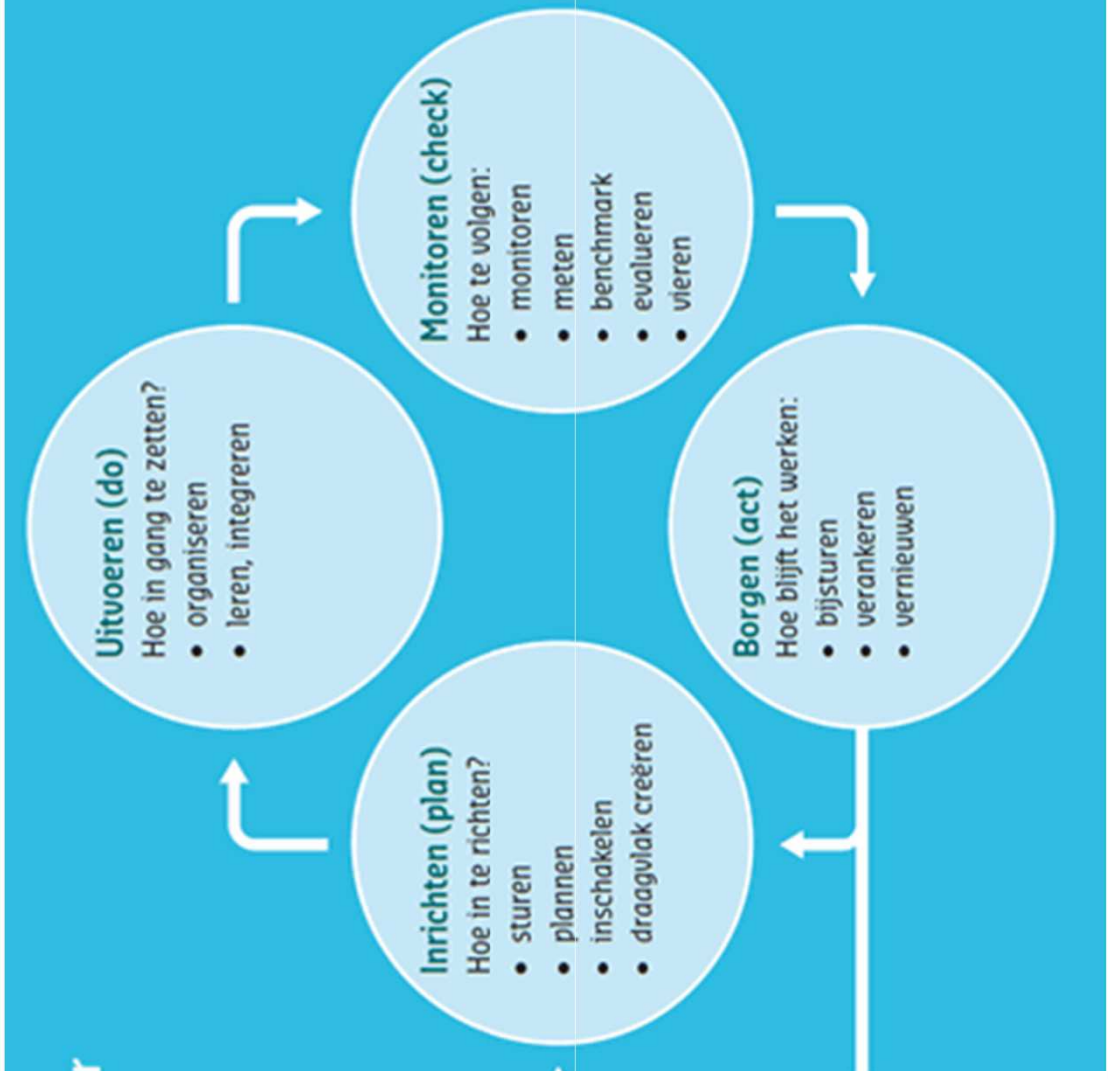 Inrichten (plan)
Hoe in te richten?
• sturen
• plannen
• inschakelen
• draagvlak creëren
Uitvoeren (do)
Hoe in gang te zetten?
• organiseren
• leren, integreren
Monitoren (check)
Hoe te volgen:
• monitoren
• meten
• benchmark
• evalueren
• vieren
Borgen (act)
Hoe blijft het werken:
• bijsturen
• verankeren
• vernieuwen